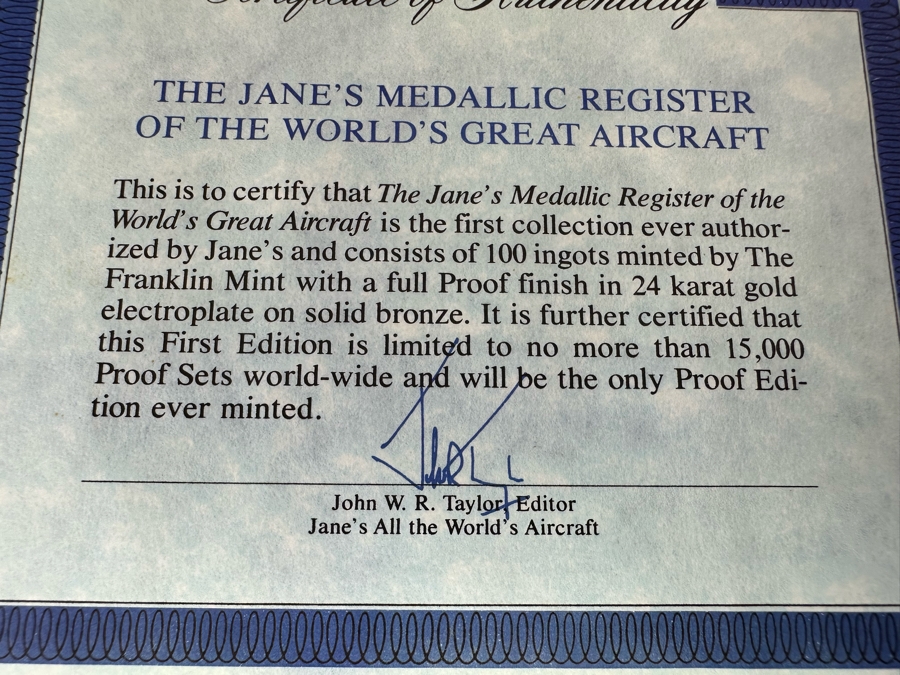 Certificate of Authenticity
THE JANE'S MEDALLIC REGISTER
OF THE WORLD'S GREAT AIRCRAFT
This is to certify that The Jane's Medallic Register of the
World's Great Aircraft is the first collection ever author-
ized by Jane's and consists of 100 ingots minted by The
Franklin Mint with a full Proof finish in 24 karat gold
electroplate on solid bronze. It is further certified that
this First Edition is limited to no more than 15,000
Proof Sets world-wide and will be the only Proof Edi-
tion ever minted.
John W. R. Taylor, Editor
Jane's All the World's Aircraft